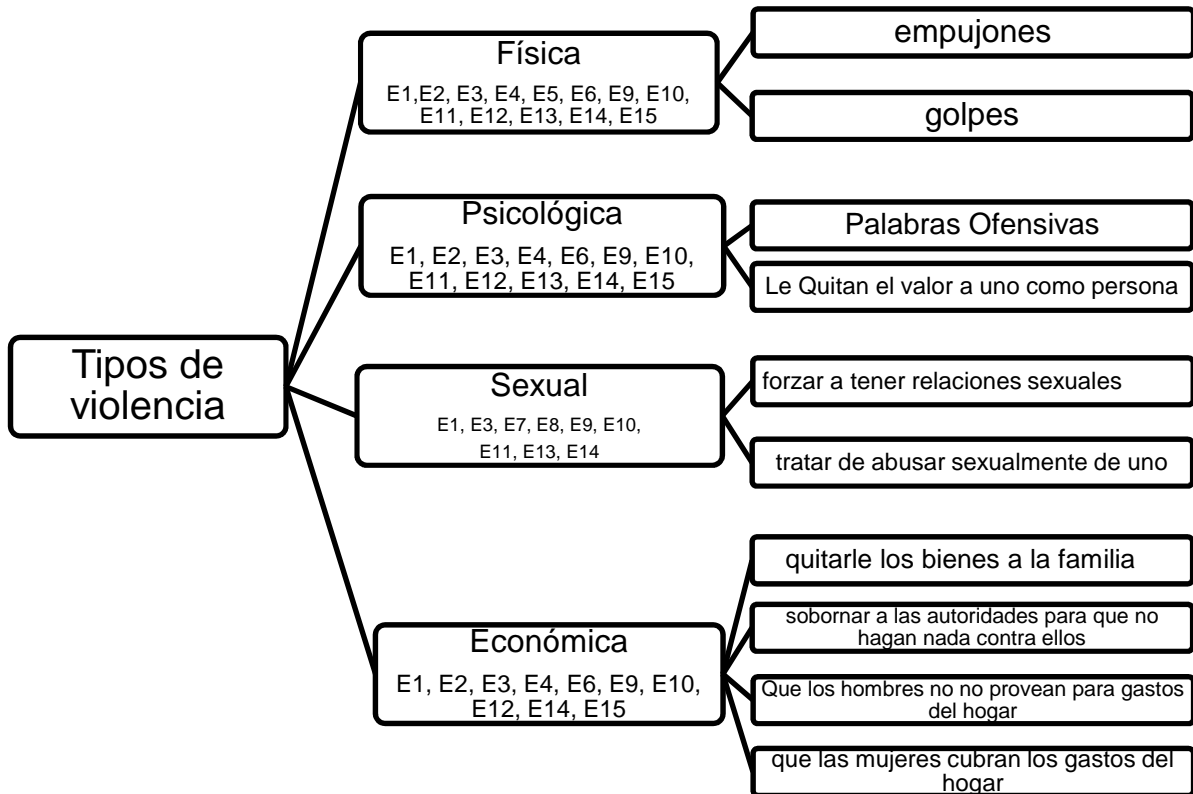 Tipos de
violencia
Física
E1,E2, E3, E4, E5, E6, E9, E10,
E11, E12, E13, E14, E15
empujones
golpes
Psicológica
E1, E2, E3, E4, E6, E9, E10,
E11, E12, E13, E14, E15
Palabras Ofensivas
Le Quitan el valor a uno como persona
Sexual
E1, E3, E7, E8, E9, E10,
E11, E13, E14
forzar a tener relaciones sexuales
tratar de abusar sexualmente de uno
Económica
E1, E2, E3, E4, E6, E9, E10,
E12, E14, E15
quitarle los bienes a la familia
sobornar a las autoridades para que no
hagan nada contra ellos
Que los hombres no no provean para gastos
del hogar
que las mujeres cubran los gastos del
hogar